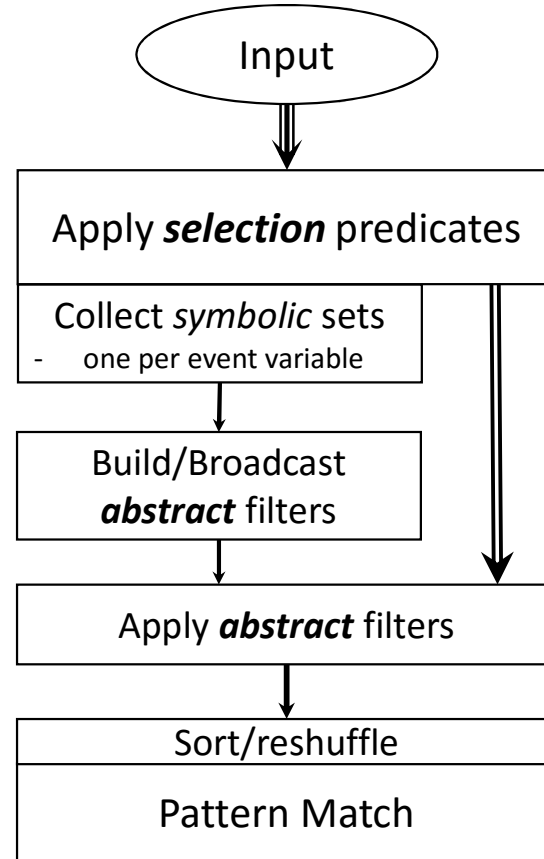 Input
Apply selection predicates
Collect symbolic sets
- one per event variable
Build/Broadcast
abstract filters
Apply abstract filters
Sort/reshuffle
Pattern Match